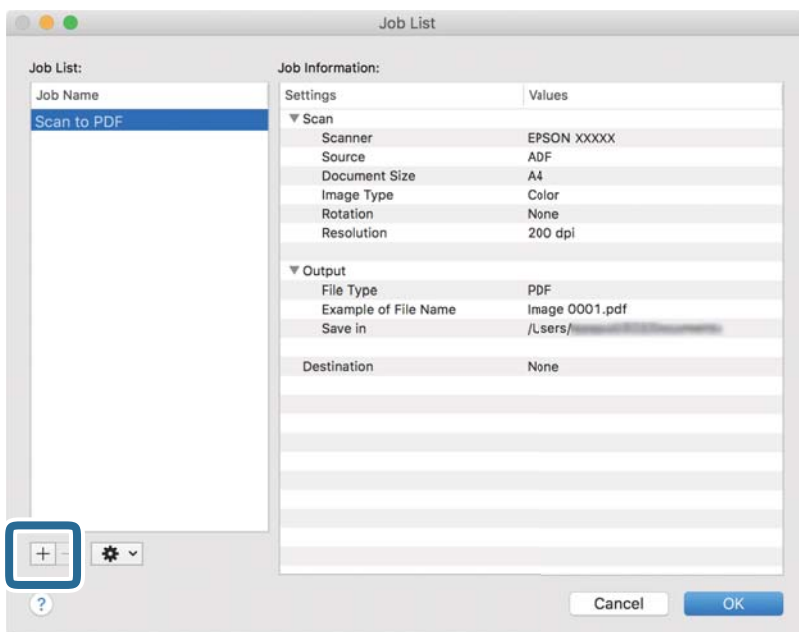 Job List
Job List:
Job Information:
Job Name
Scan to PDF
Settings Values
Scan
Scanner EPSON XXXXX
Source ADF
Document Size A4
Image Type Color
Rotation None
Resolution 200 dpi
Output
File Type PDF
Example of File Name Image 0001.pdf
Save in /Users/
Destination None
+ -
?
Cancel OK